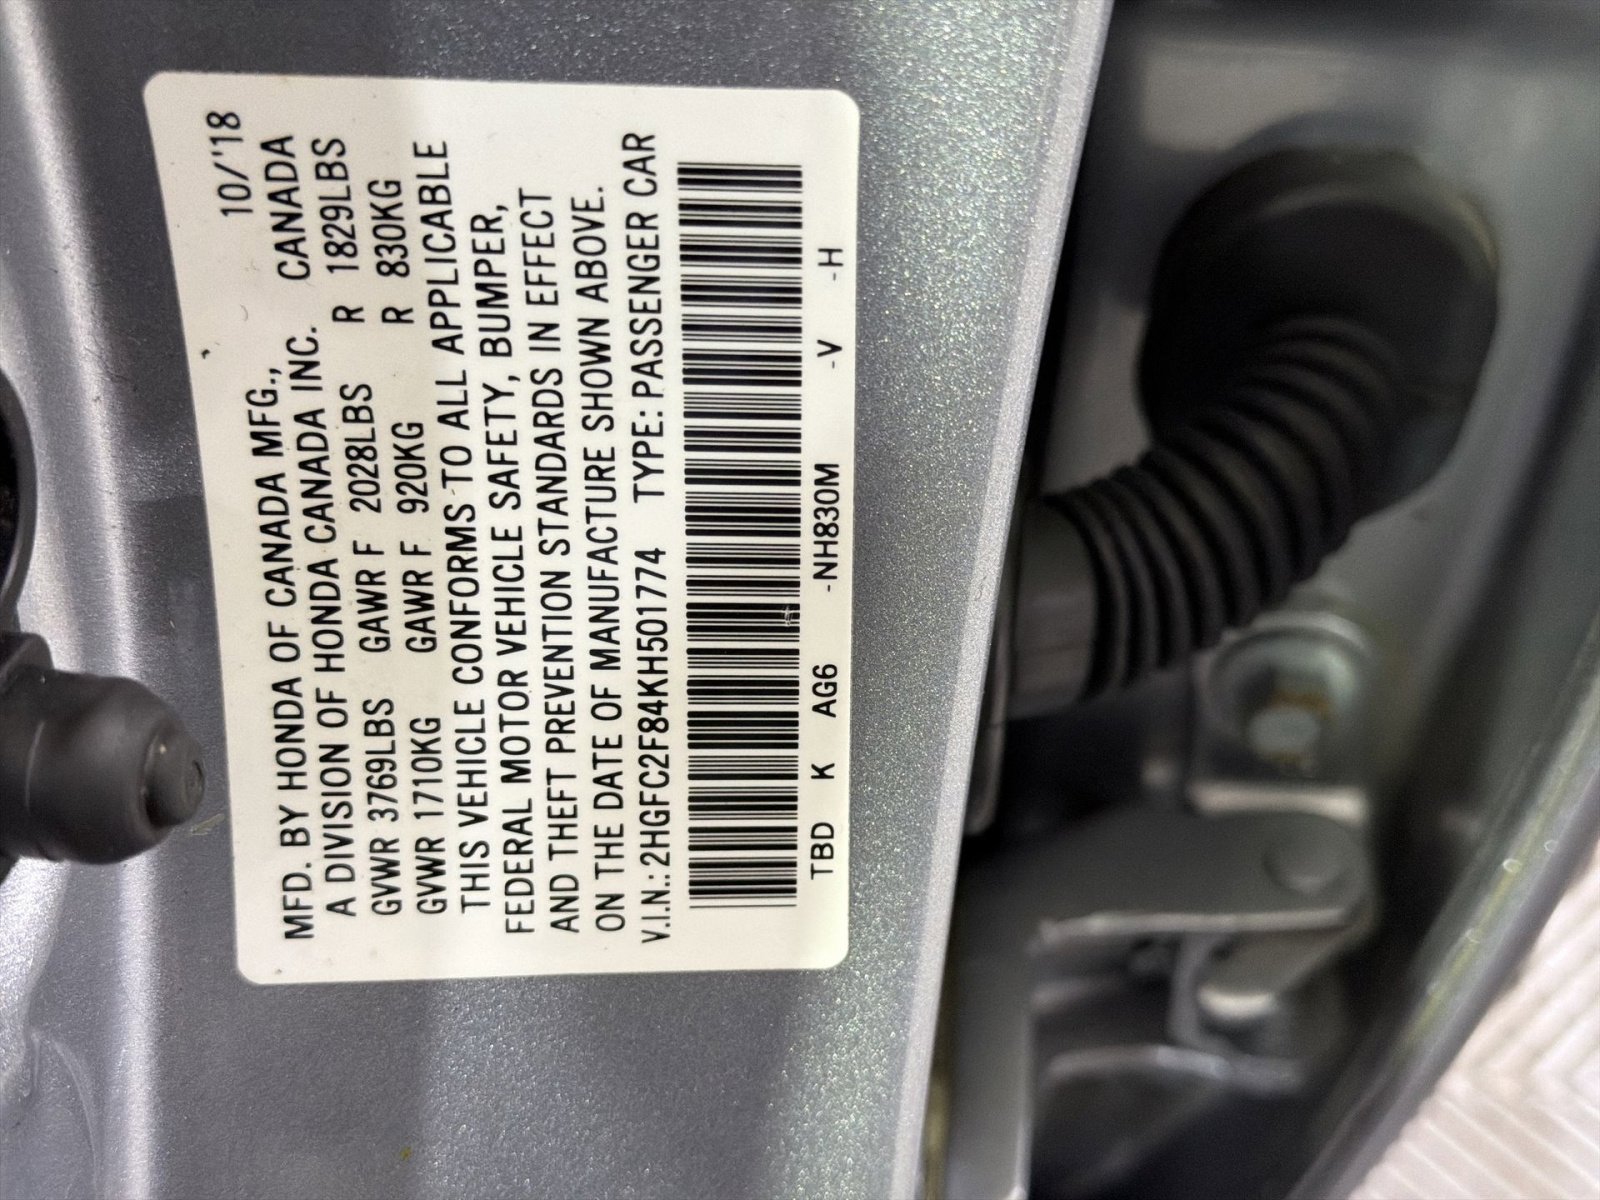 10/'18
MFD. BY HONDA OF CANADA MFG.,
A DIVISION OF HONDA CANADA INC. CANADA
GVWR 3769LBS GAWR F 2028LBS R 1829LBS
GVWR 1710KG GAWR F 920KG R 830KG
THIS VEHICLE CONFORMS TO ALL APPLICABLE
FEDERAL MOTOR VEHICLE SAFETY, BUMPER,
AND THEFT PREVENTION STANDARDS IN EFFECT
ON THE DATE OF MANUFACTURE SHOWN ABOVE.
V.I.N.: 2HGFC2F84KH501774 TYPE: PASSENGER CAR
TBD K AG6 -NH830M -V -H